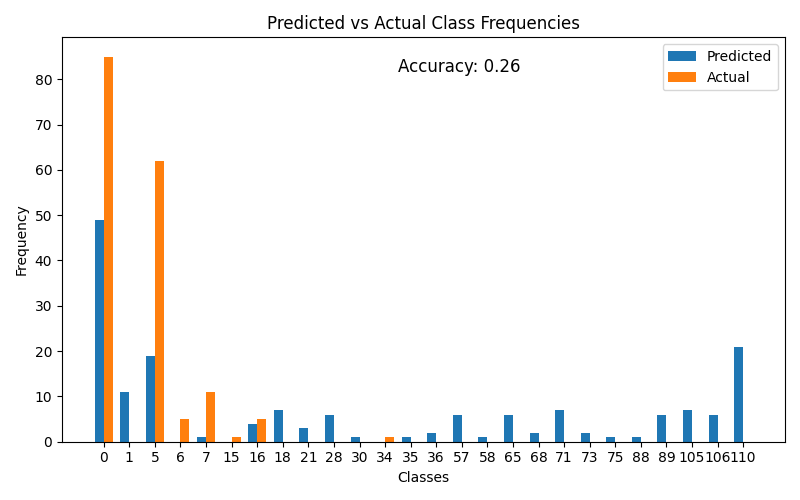 Predicted vs Actual Class Frequencies
Accuracy: 0.26
Predicted
Actual
Frequency
80
70
60
50
40
30
20
10
0
0 1 5 6 7 15 16 18 21 28 30 34 35 36 57 58 65 68 71 73 75 88 89 105 106 110
Classes